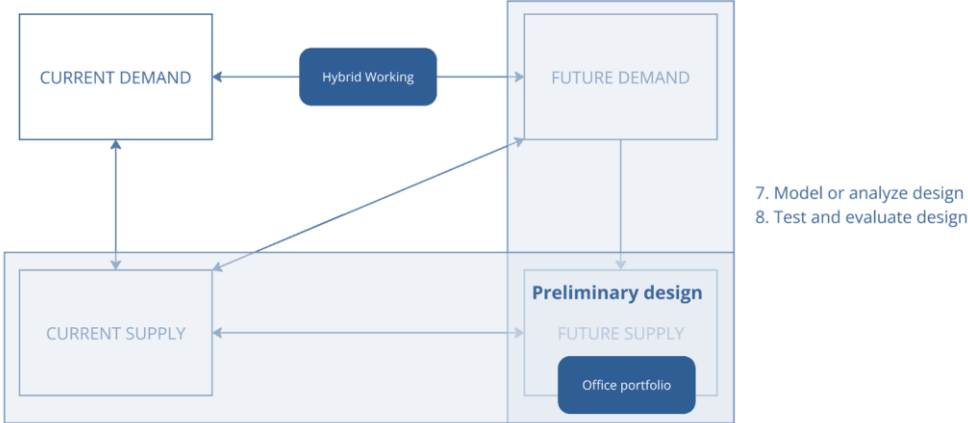 CURRENT DEMAND
Hybrid Working
FUTURE DEMAND
7. Model or analyze design
8. Test and evaluate design
Preliminary design
CURRENT SUPPLY
FUTURE SUPPLY
Office portfolio